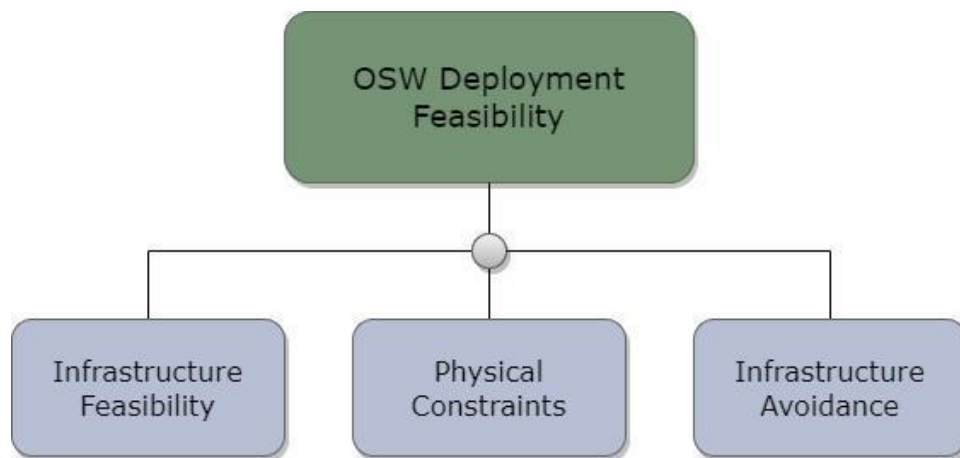 OSW Deployment
Feasibility
Infrastructure
Feasibility
Physical
Constraints
Infrastructure
Avoidance